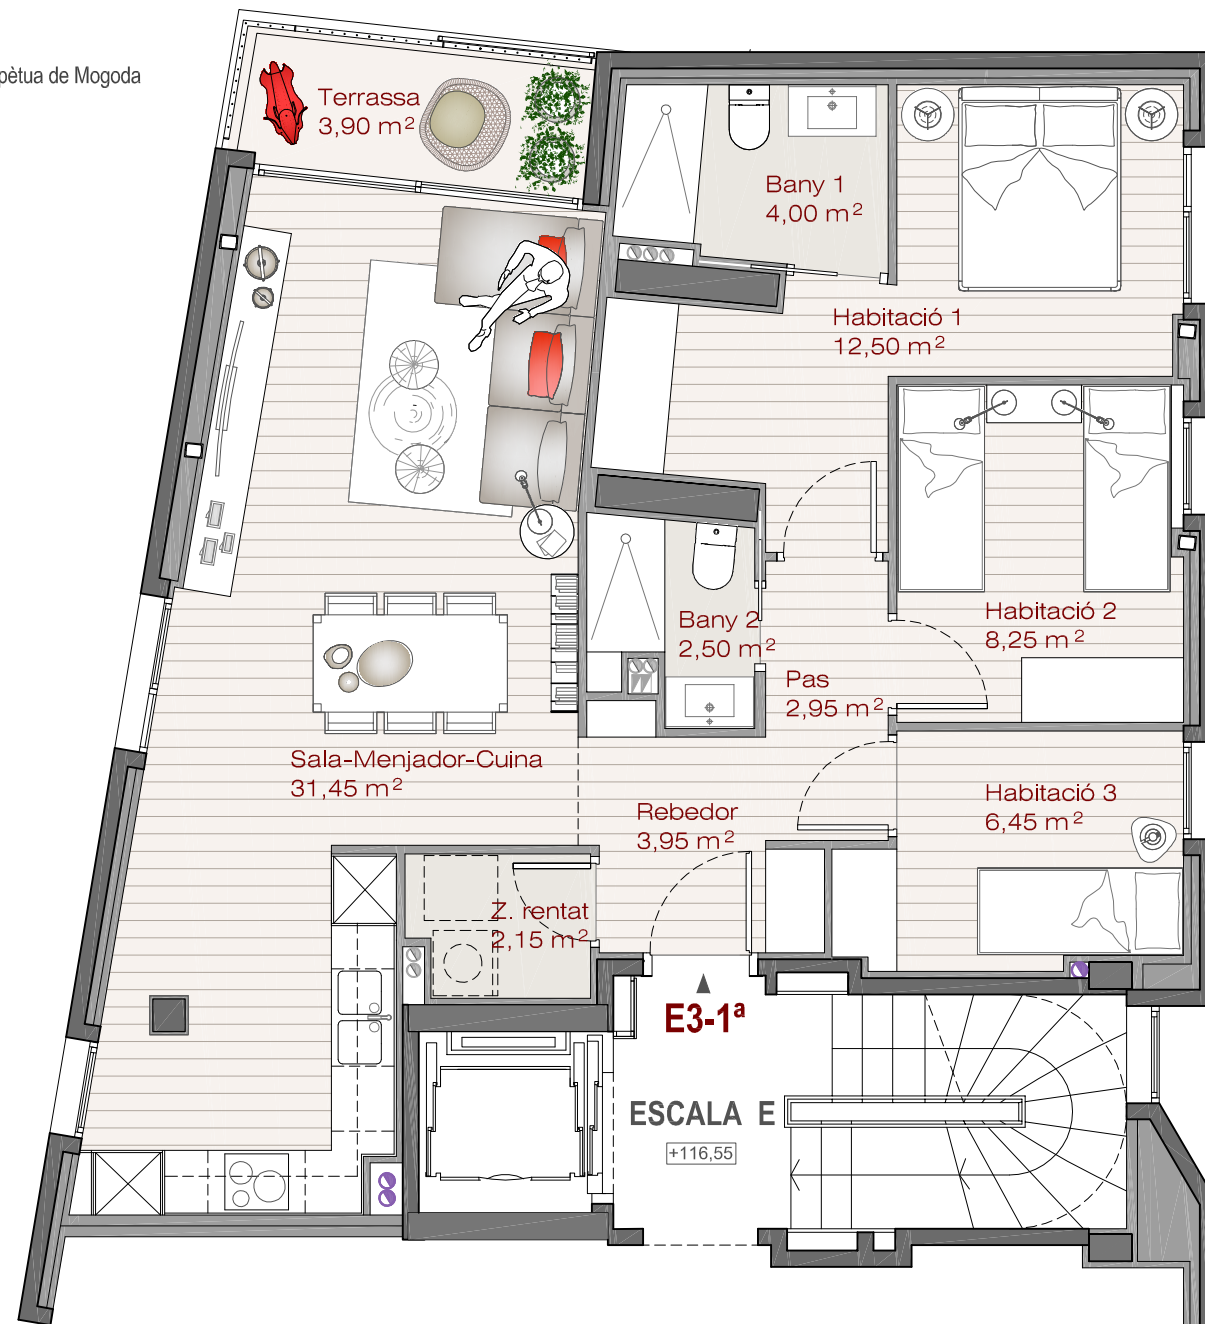 pètua de Mogoda
Terrassa
3,90 m²
Bany 1
4,00 m²
Habitació 1
12,50 m²
Bany 2
2,50 m²
Habitació 2
8,25 m²
Pas
2,95 m²
Sala-Menjador-Cuina
31,45 m²
Rebedor
3,95 m²
Habitació 3
6,45 m²
Z. rentat
2,15 m²
E3-1ª
ESCALA E
+116,55